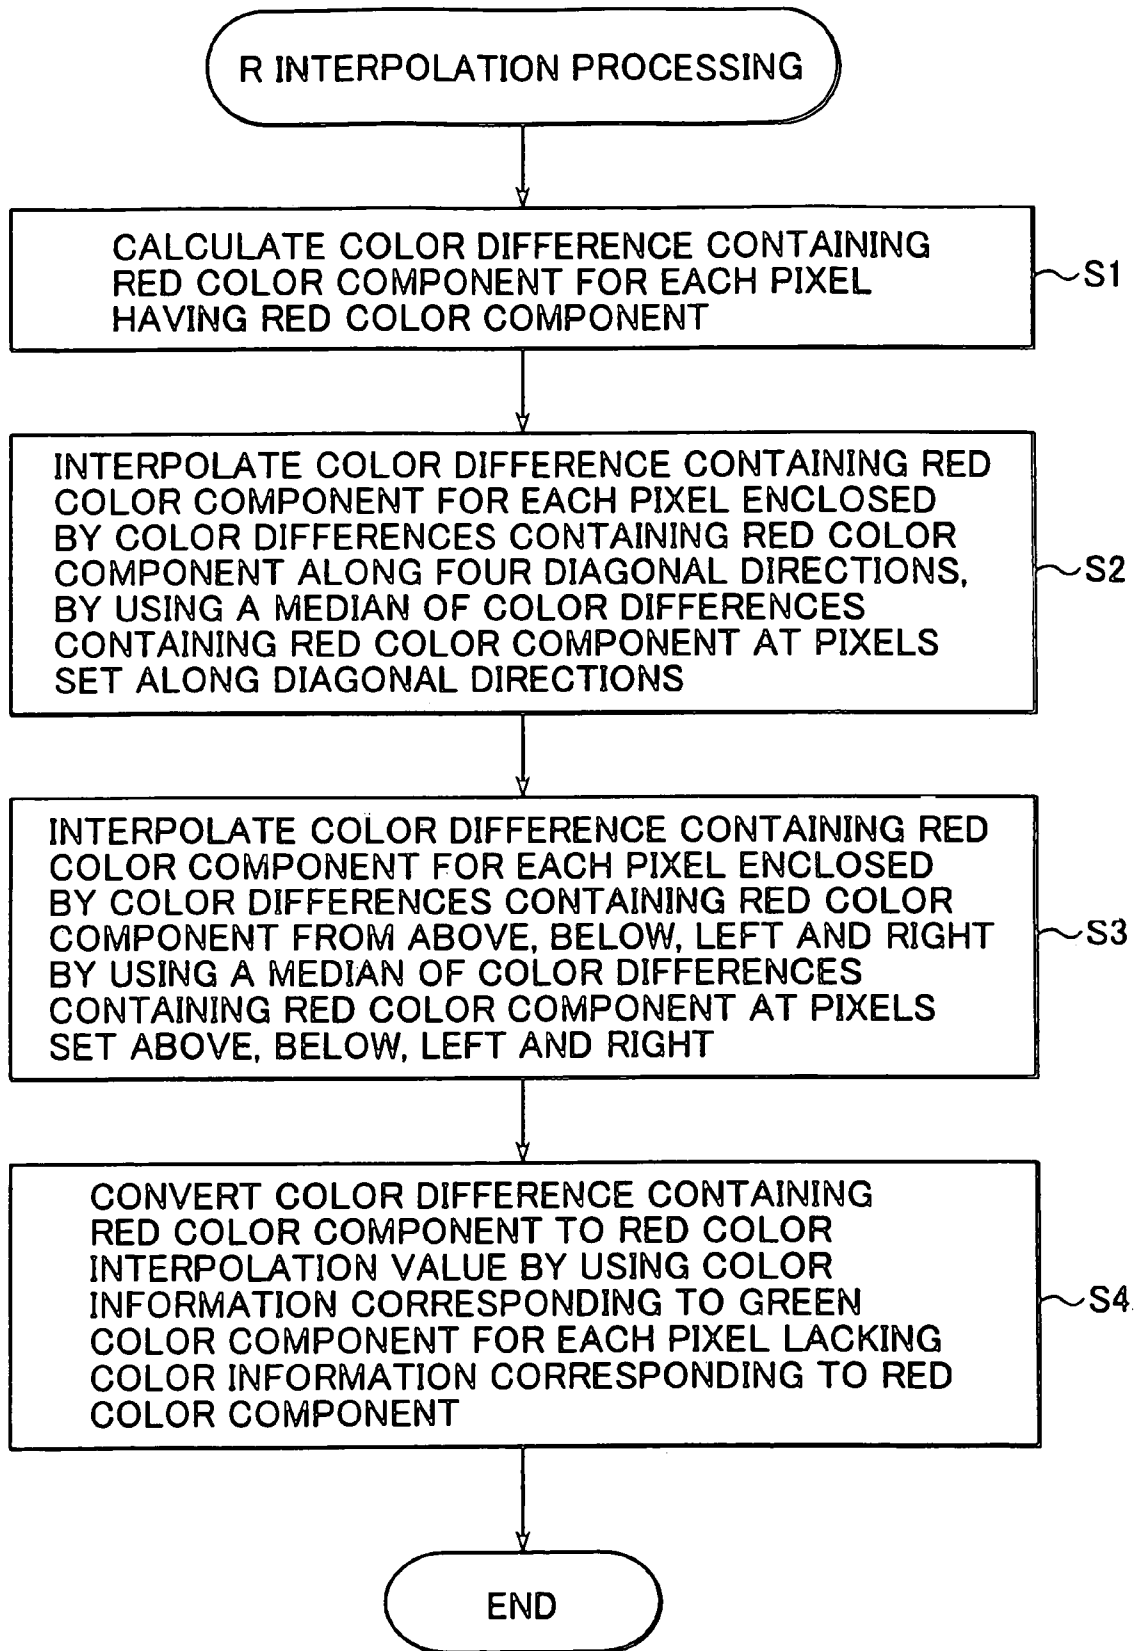 R INTERPOLATION PROCESSING
CALCULATE COLOR DIFFERENCE CONTAINING
RED COLOR COMPONENT FOR EACH PIXEL
HAVING RED COLOR COMPONENT
S1
INTERPOLATE COLOR DIFFERENCE CONTAINING RED
COLOR COMPONENT FOR EACH PIXEL ENCLOSED
BY COLOR DIFFERENCES CONTAINING RED COLOR
COMPONENT ALONG FOUR DIAGONAL DIRECTIONS,
BY USING A MEDIAN OF COLOR DIFFERENCES
CONTAINING RED COLOR COMPONENT AT PIXELS
SET ALONG DIAGONAL DIRECTIONS
S2
INTERPOLATE COLOR DIFFERENCE CONTAINING RED
COLOR COMPONENT FOR EACH PIXEL ENCLOSED
BY COLOR DIFFERENCES CONTAINING RED COLOR
COMPONENT FROM ABOVE, BELOW, LEFT AND RIGHT
BY USING A MEDIAN OF COLOR DIFFERENCES
CONTAINING RED COLOR COMPONENT AT PIXELS
SET ABOVE, BELOW, LEFT AND RIGHT
S3
CONVERT COLOR DIFFERENCE CONTAINING
RED COLOR COMPONENT TO RED COLOR
INTERPOLATION VALUE BY USING COLOR
INFORMATION CORRESPONDING TO GREEN
COLOR COMPONENT FOR EACH PIXEL LACKING
COLOR INFORMATION CORRESPONDING TO RED
COLOR COMPONENT
S4
END